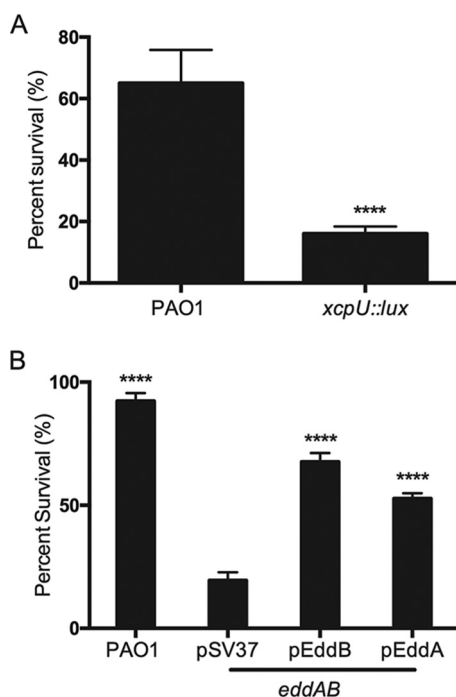 A
Percent survival (%)
80
60
40
20
0
****
PAO1
xcpU::lux
B
Percent Survival (%)
100
50
0
****
****
****
PAO1
pSV37
pEddB
pEddA
eddAB